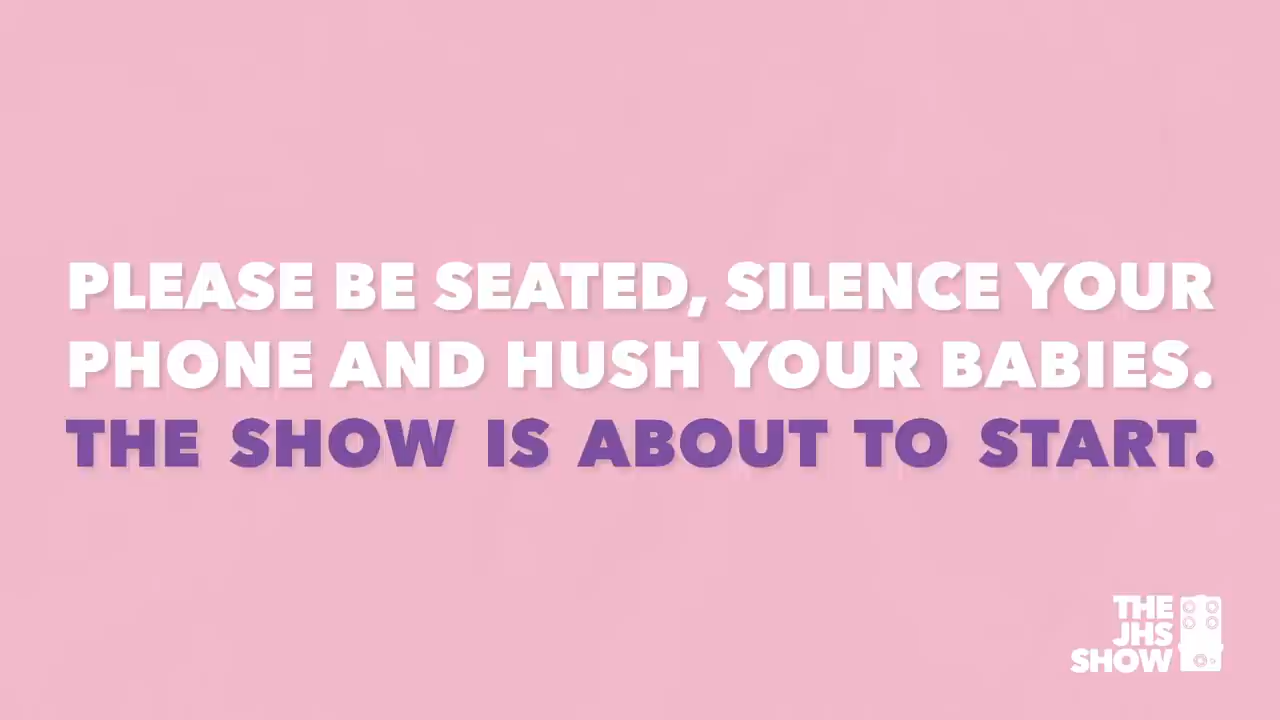 PLEASE BE SEATED, SILENCE YOUR
PHONE AND HUSH YOUR BABIES.
THE SHOW IS ABOUT TO START.
THE
JHS
SHOW